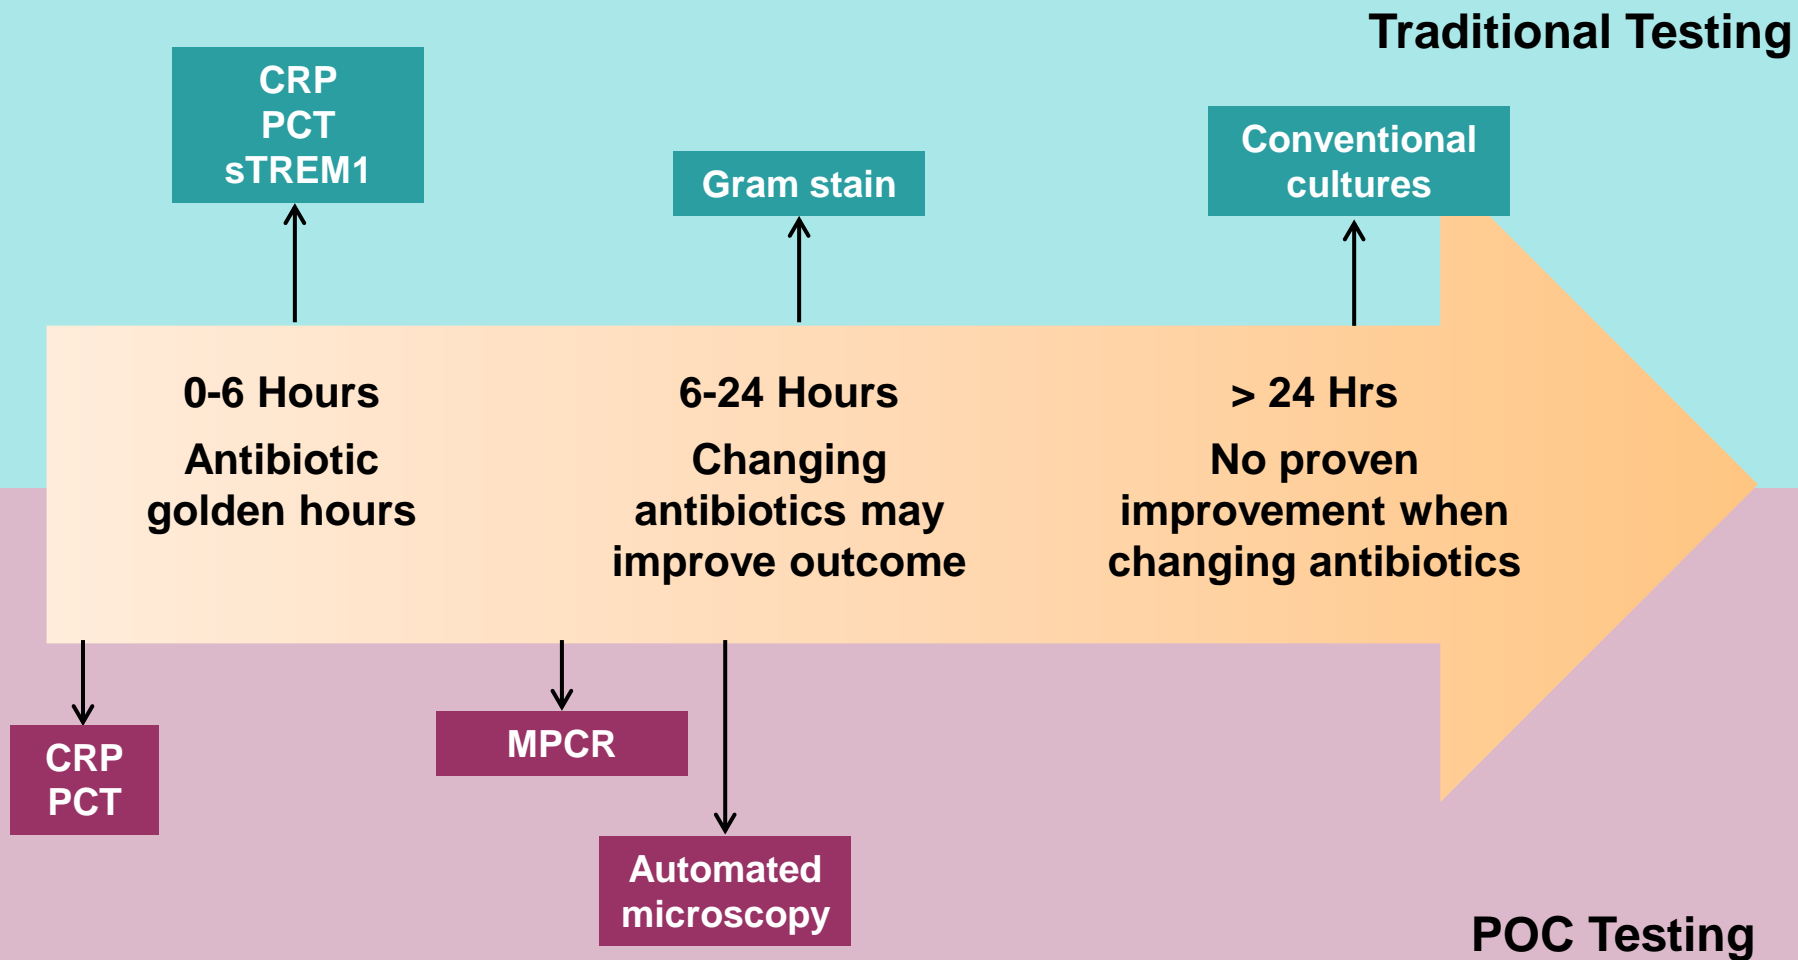 Traditional Testing
CRP
PCT
sTREM1
Gram stain
Conventional
cultures
0-6 Hours
Antibiotic
golden hours
6-24 Hours
Changing
antibiotics may
improve outcome
> 24 Hrs
No proven
improvement when
changing antibiotics
CRP
PCT
MPCR
Automated
microscopy
POC Testing